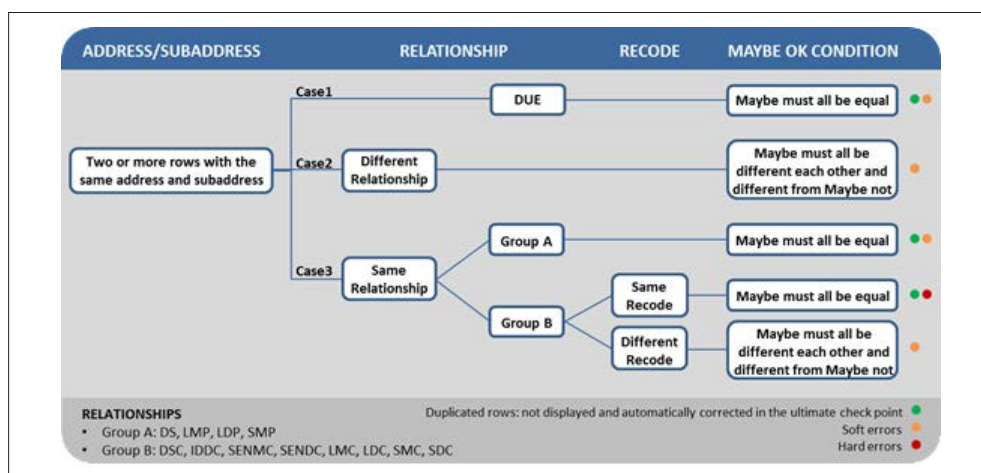 ADDRESS/SUBADDRESS RELATIONSHIP RECODE MAYBE OK CONDITION
Case1
DUE
Maybe must all be equal
Two or more rows with the
same address and subaddress
Case2
Different
Relationship
Maybe must all be
different each other and
different from Maybe not
Case3
Same
Relationship
Group A
Maybe must all be equal
Group B
Same
Recode
Maybe must all be equal
Different
Recode
Maybe must all be
different each other and
different from Maybe not
RELATIONSHIPS
• Group A: DS, LMP, LDP, SMP
• Group B: DSC, IDDC, SENMC, SENDC, LMC, LDC, SMC, SDC
Duplicated rows: not displayed and automatically corrected in the ultimate check point
Soft errors
Hard errors